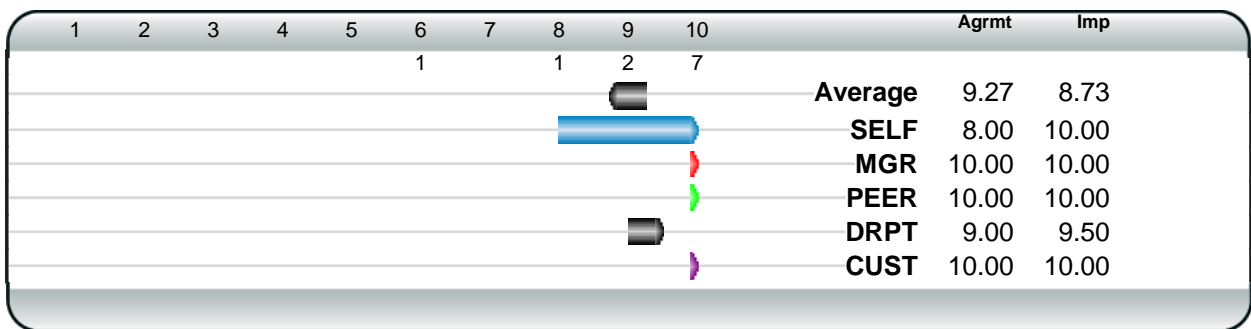 1 2 3 4 5 6 7 8 9 10 Agrmt Imp
1 1 2 7
Average 9.27 8.73
SELF 8.00 10.00
MGR 10.00 10.00
PEER 10.00 10.00
DRPT 9.00 9.50
CUST 10.00 10.00